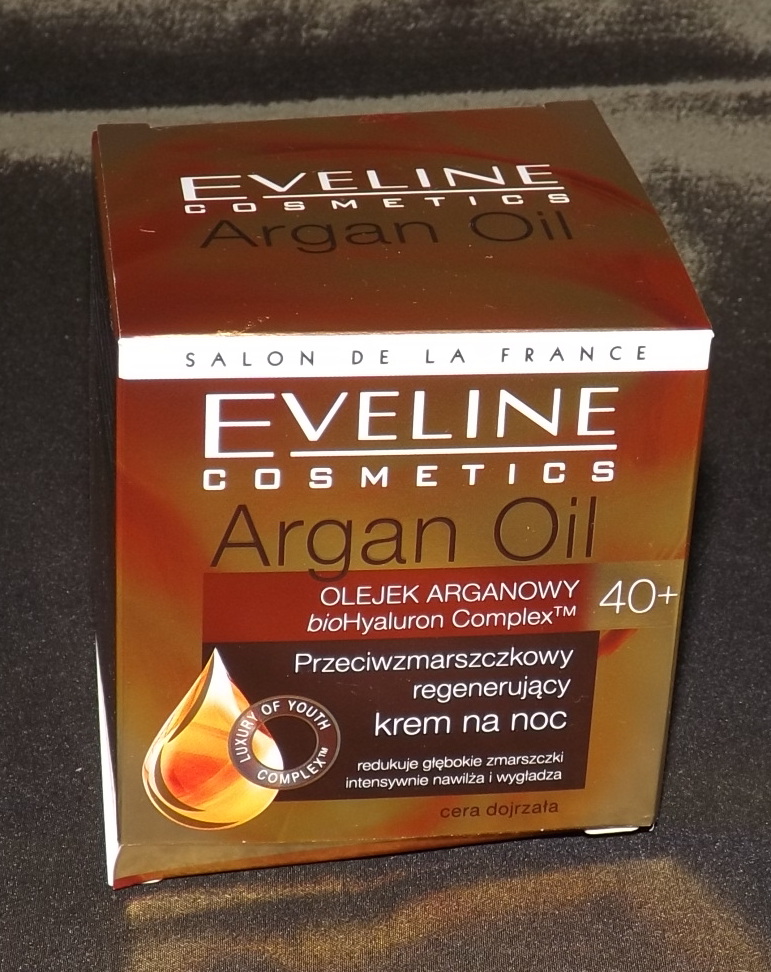 EVELINE
COSMETICS
Argan Oil
SALON DE LA FRANCE
EVELINE
COSMETICS
Argan Oil
OLEJEK ARGANOWY
bioHyaluron Complex™
40+
Przeciwzmarszczkowy
regenerujący
krem na noc
LUXURY OF YOUTH
COMPLEX™
redukuje głębokie zmarszczki
intensywnie nawilża i wygładza
cera dojrzała